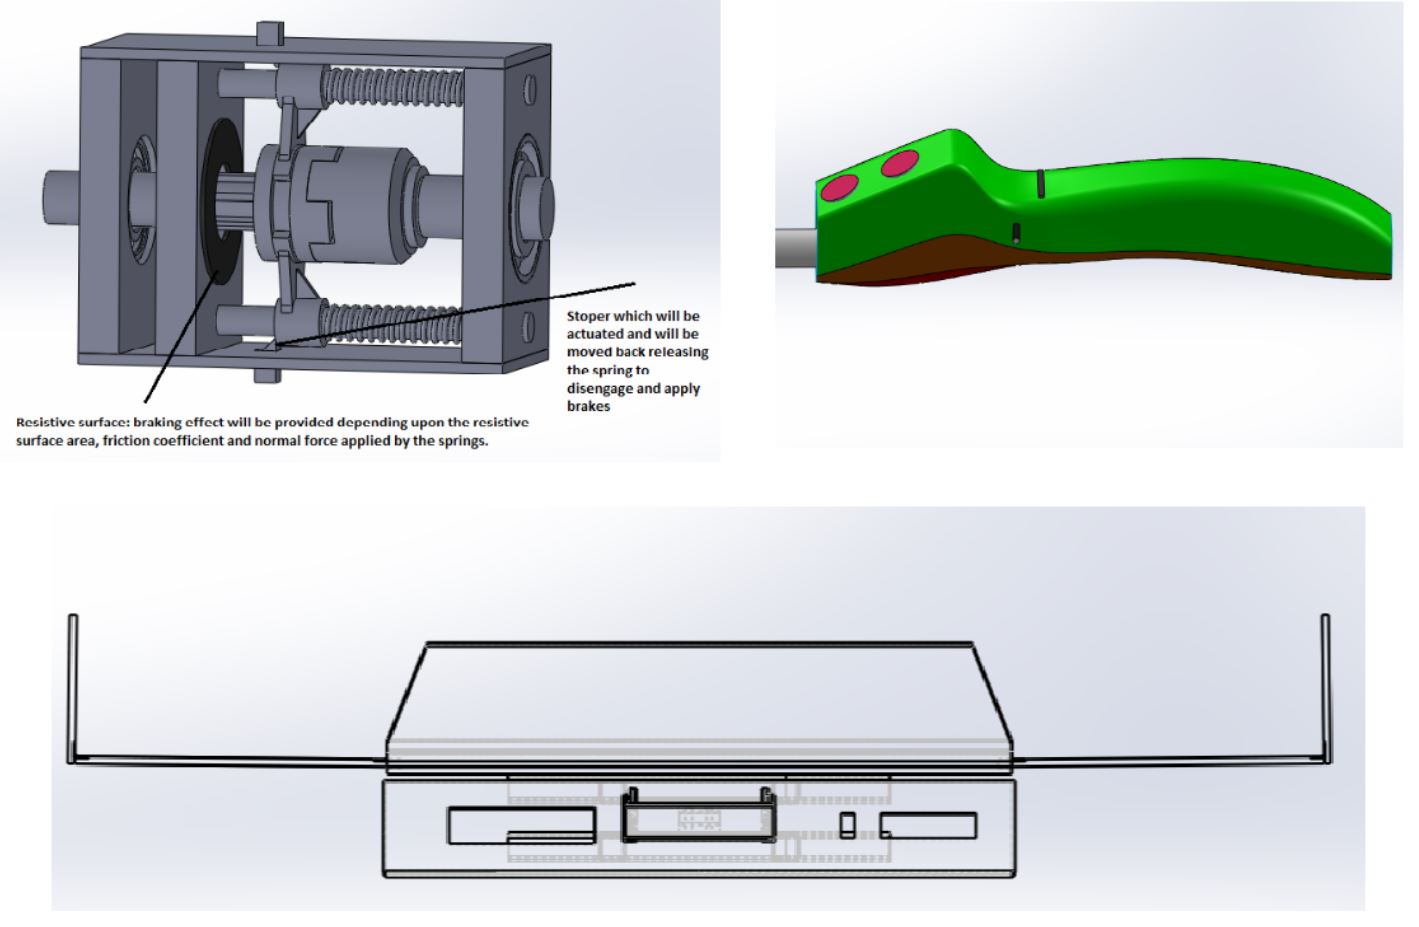 Stoper which will be
actuated and will be
moved back releasing
the spring to
disengage and apply
brakes
Resistive surface: braking effect will be provided depending upon the resistive
surface area, friction coefficient and normal force applied by the springs.